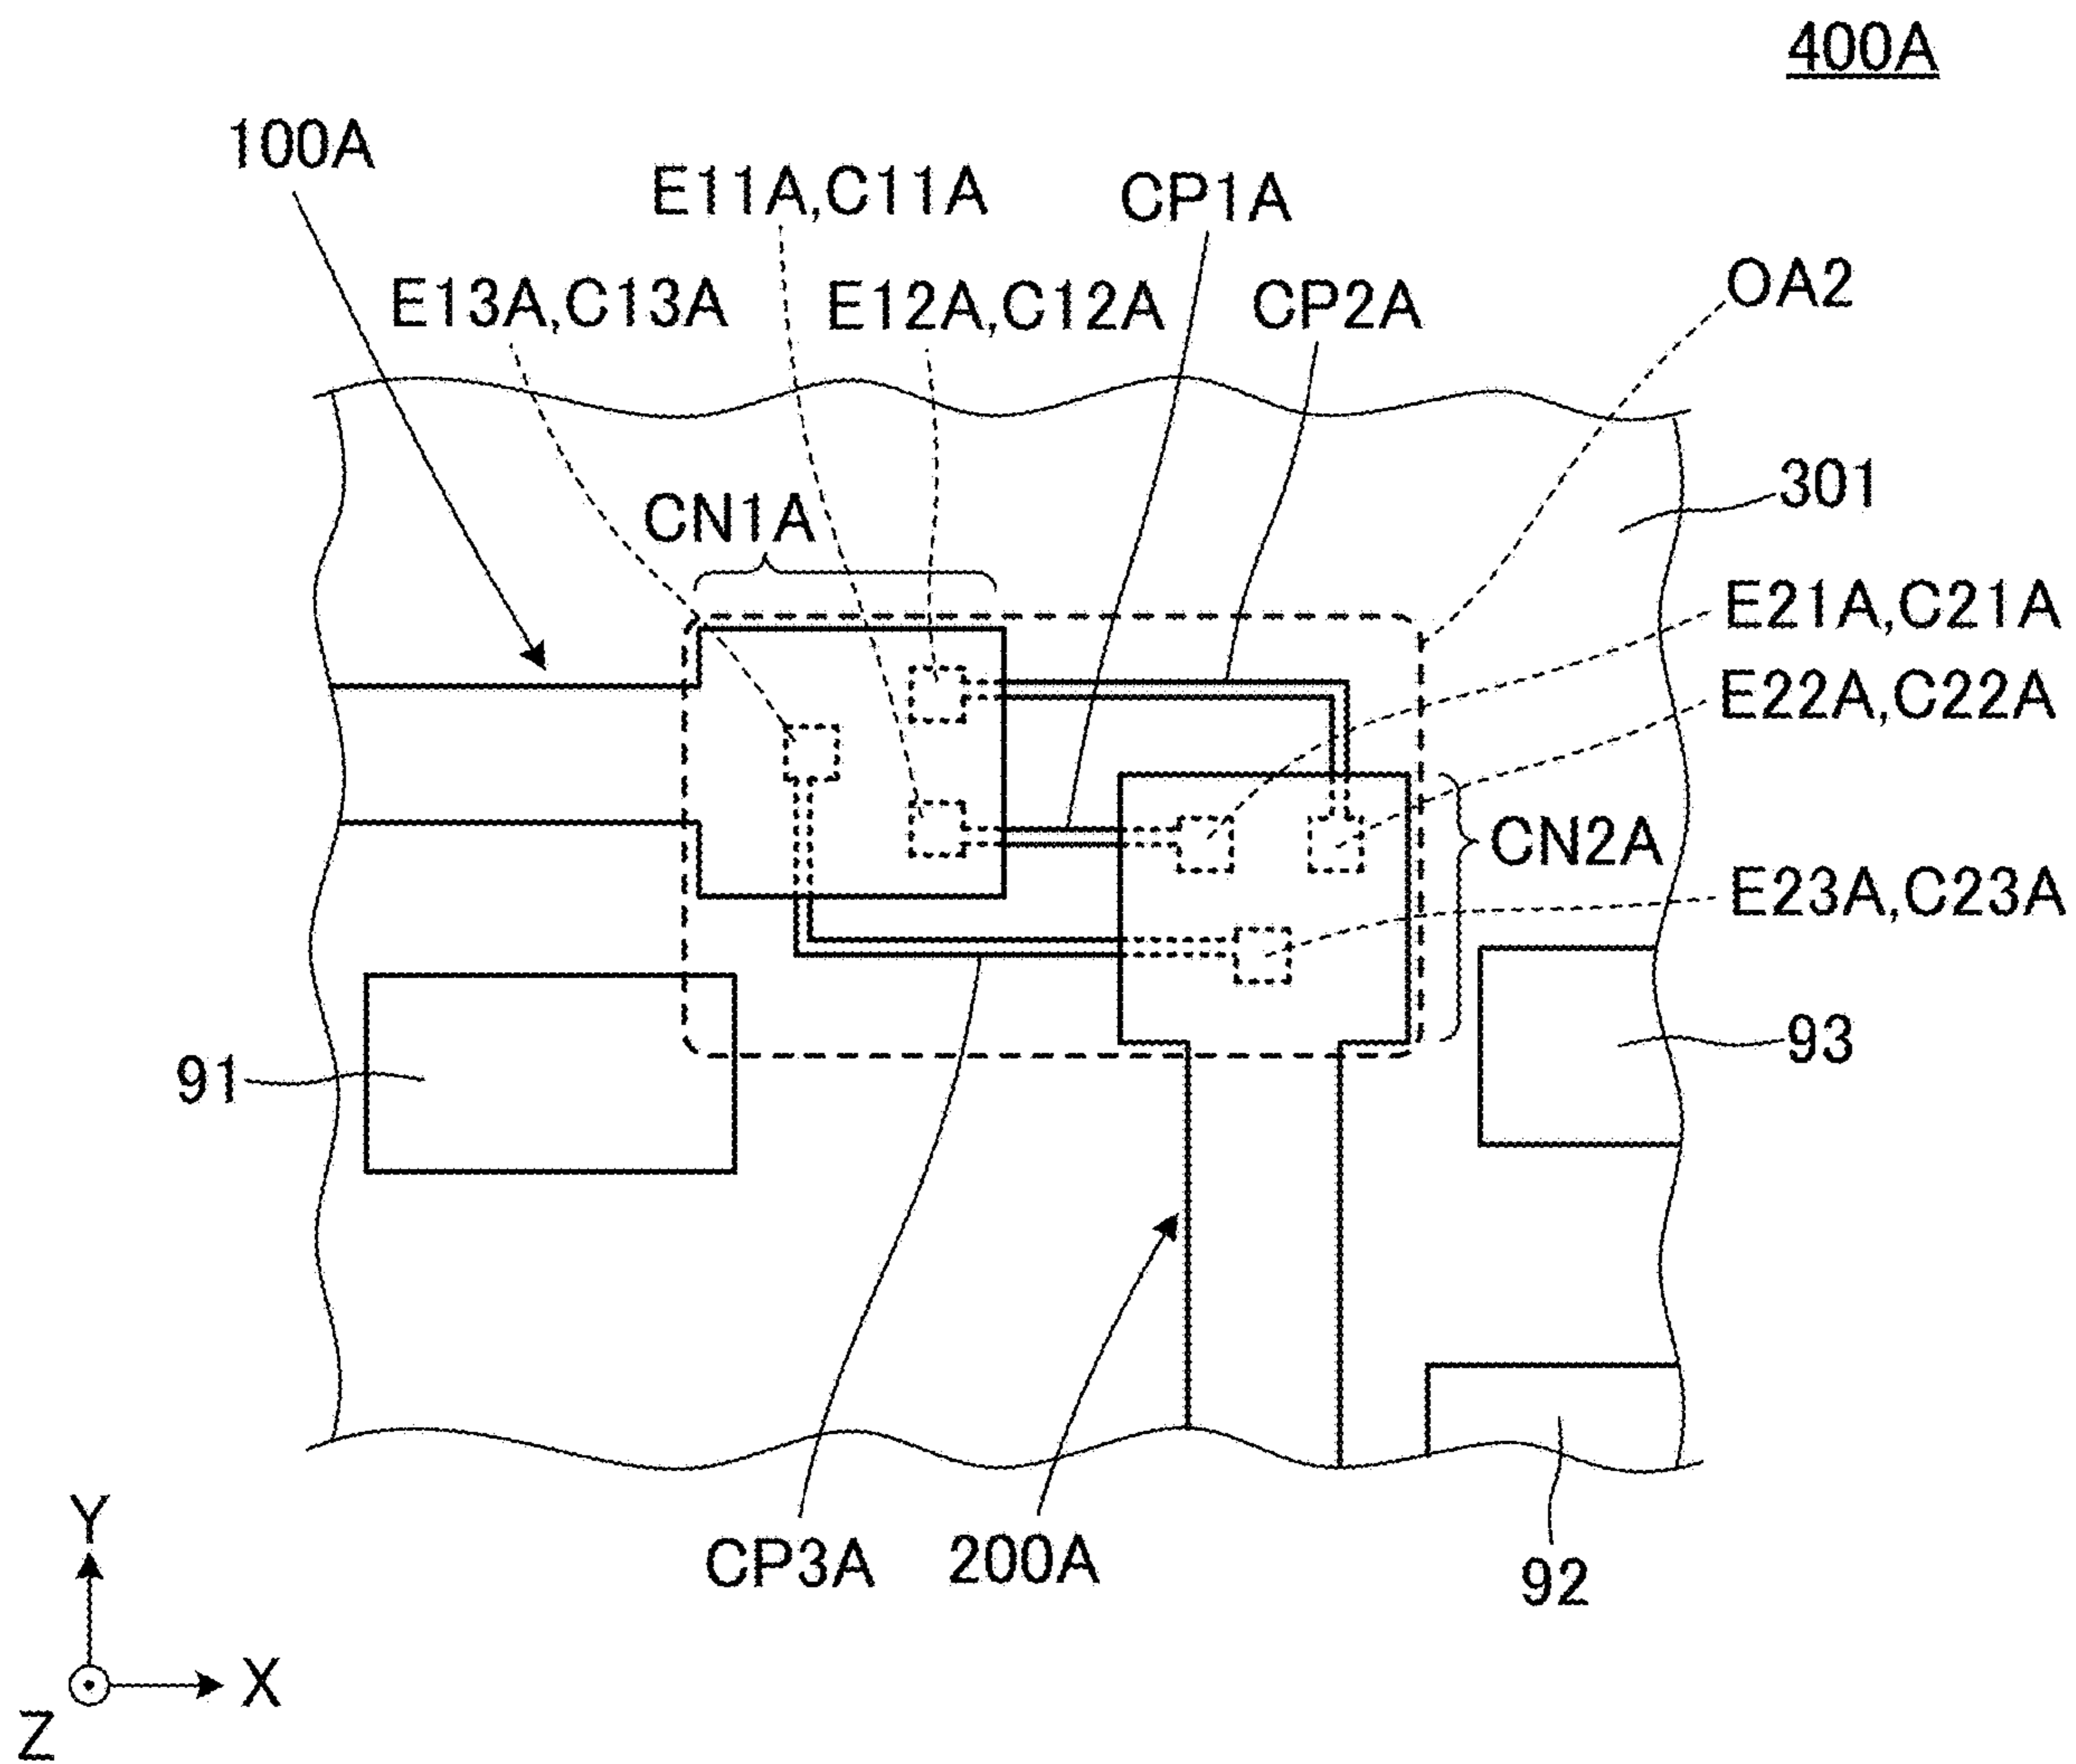 400A
100A
E11A,C11A
CP1A
E13A,C13A
E12A,C12A
CP2A
OA2
301
CN1A
E21A,C21A
E22A,C22A
CN2A
E23A,C23A
91
93
CP3A
200A
92
Y
X
Z